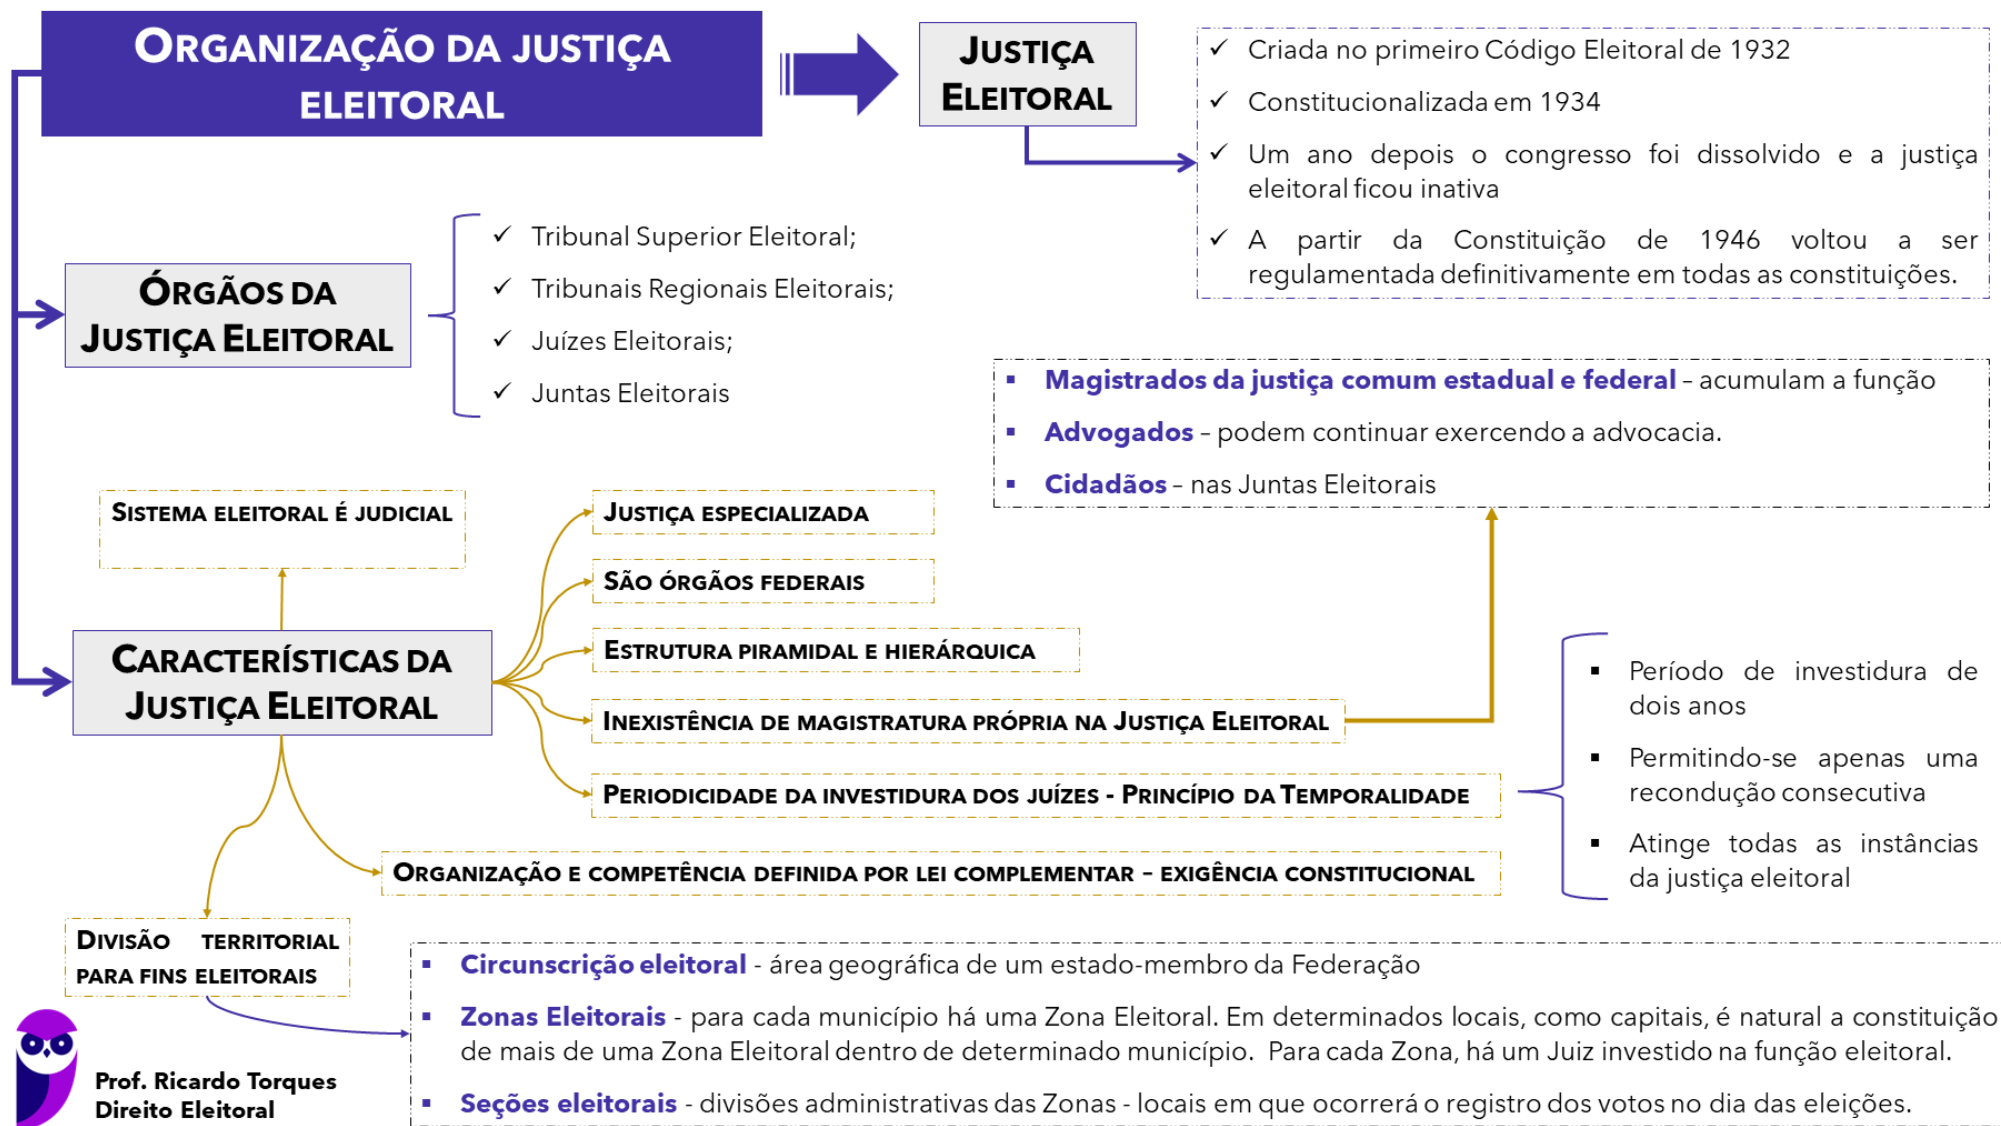 ORGANIZAÇÃO DA JUSTIÇA
ELEITORAL
JUSTIÇA
ELEITORAL
✓ Criada no primeiro Código Eleitoral de 1932
✓ Constitucionalizada em 1934
✓ Um ano depois o congresso foi dissolvido e a justiça
eleitoral ficou inativa
✓ A partir da Constituição de 1946 voltou a ser
regulamentada definitivamente em todas as constituições.
ÓRGÃOS DA
JUSTIÇA ELEITORAL
✓ Tribunal Superior Eleitoral;
✓ Tribunais Regionais Eleitorais;
✓ Juízes Eleitorais;
✓ Juntas Eleitorais
▪ Magistrados da justiça comum estadual e federal – acumulam a função
▪ Advogados – podem continuar exercendo a advocacia.
▪ Cidadãos – nas Juntas Eleitorais
SISTEMA ELEITORAL É JUDICIAL
JUSTIÇA ESPECIALIZADA
SÃO ÓRGÃOS FEDERAIS
ESTRUTURA PIRAMIDAL E HIERÁRQUICA
CARACTERÍSTICAS DA
JUSTIÇA ELEITORAL
INEXISTÊNCIA DE MAGISTRATURA PRÓPRIA NA JUSTIÇA ELEITORAL
PERIODICIDADE DA INVESTIDURA DOS JUÍZES - PRINCÍPIO DA TEMPORALIDADE
▪ Período de investidura de
dois anos
▪ Permitindo-se apenas uma
recondução consecutiva
▪ Atinge todas as instâncias
da justiça eleitoral
ORGANIZAÇÃO E COMPETÊNCIA DEFINIDA POR LEI COMPLEMENTAR – EXIGÊNCIA CONSTITUCIONAL
DIVISÃO TERRITORIAL
PARA FINS ELEITORAIS
▪ Circunscrição eleitoral - área geográfica de um estado-membro da Federação
▪ Zonas Eleitorais - para cada município há uma Zona Eleitoral. Em determinados locais, como capitais, é natural a constituição
de mais de uma Zona Eleitoral dentro de determinado município. Para cada Zona, há um Juiz investido na função eleitoral.
▪ Seções eleitorais - divisões administrativas das Zonas - locais em que ocorrerá o registro dos votos no dia das eleições.
Prof. Ricardo Torques
Direito Eleitoral